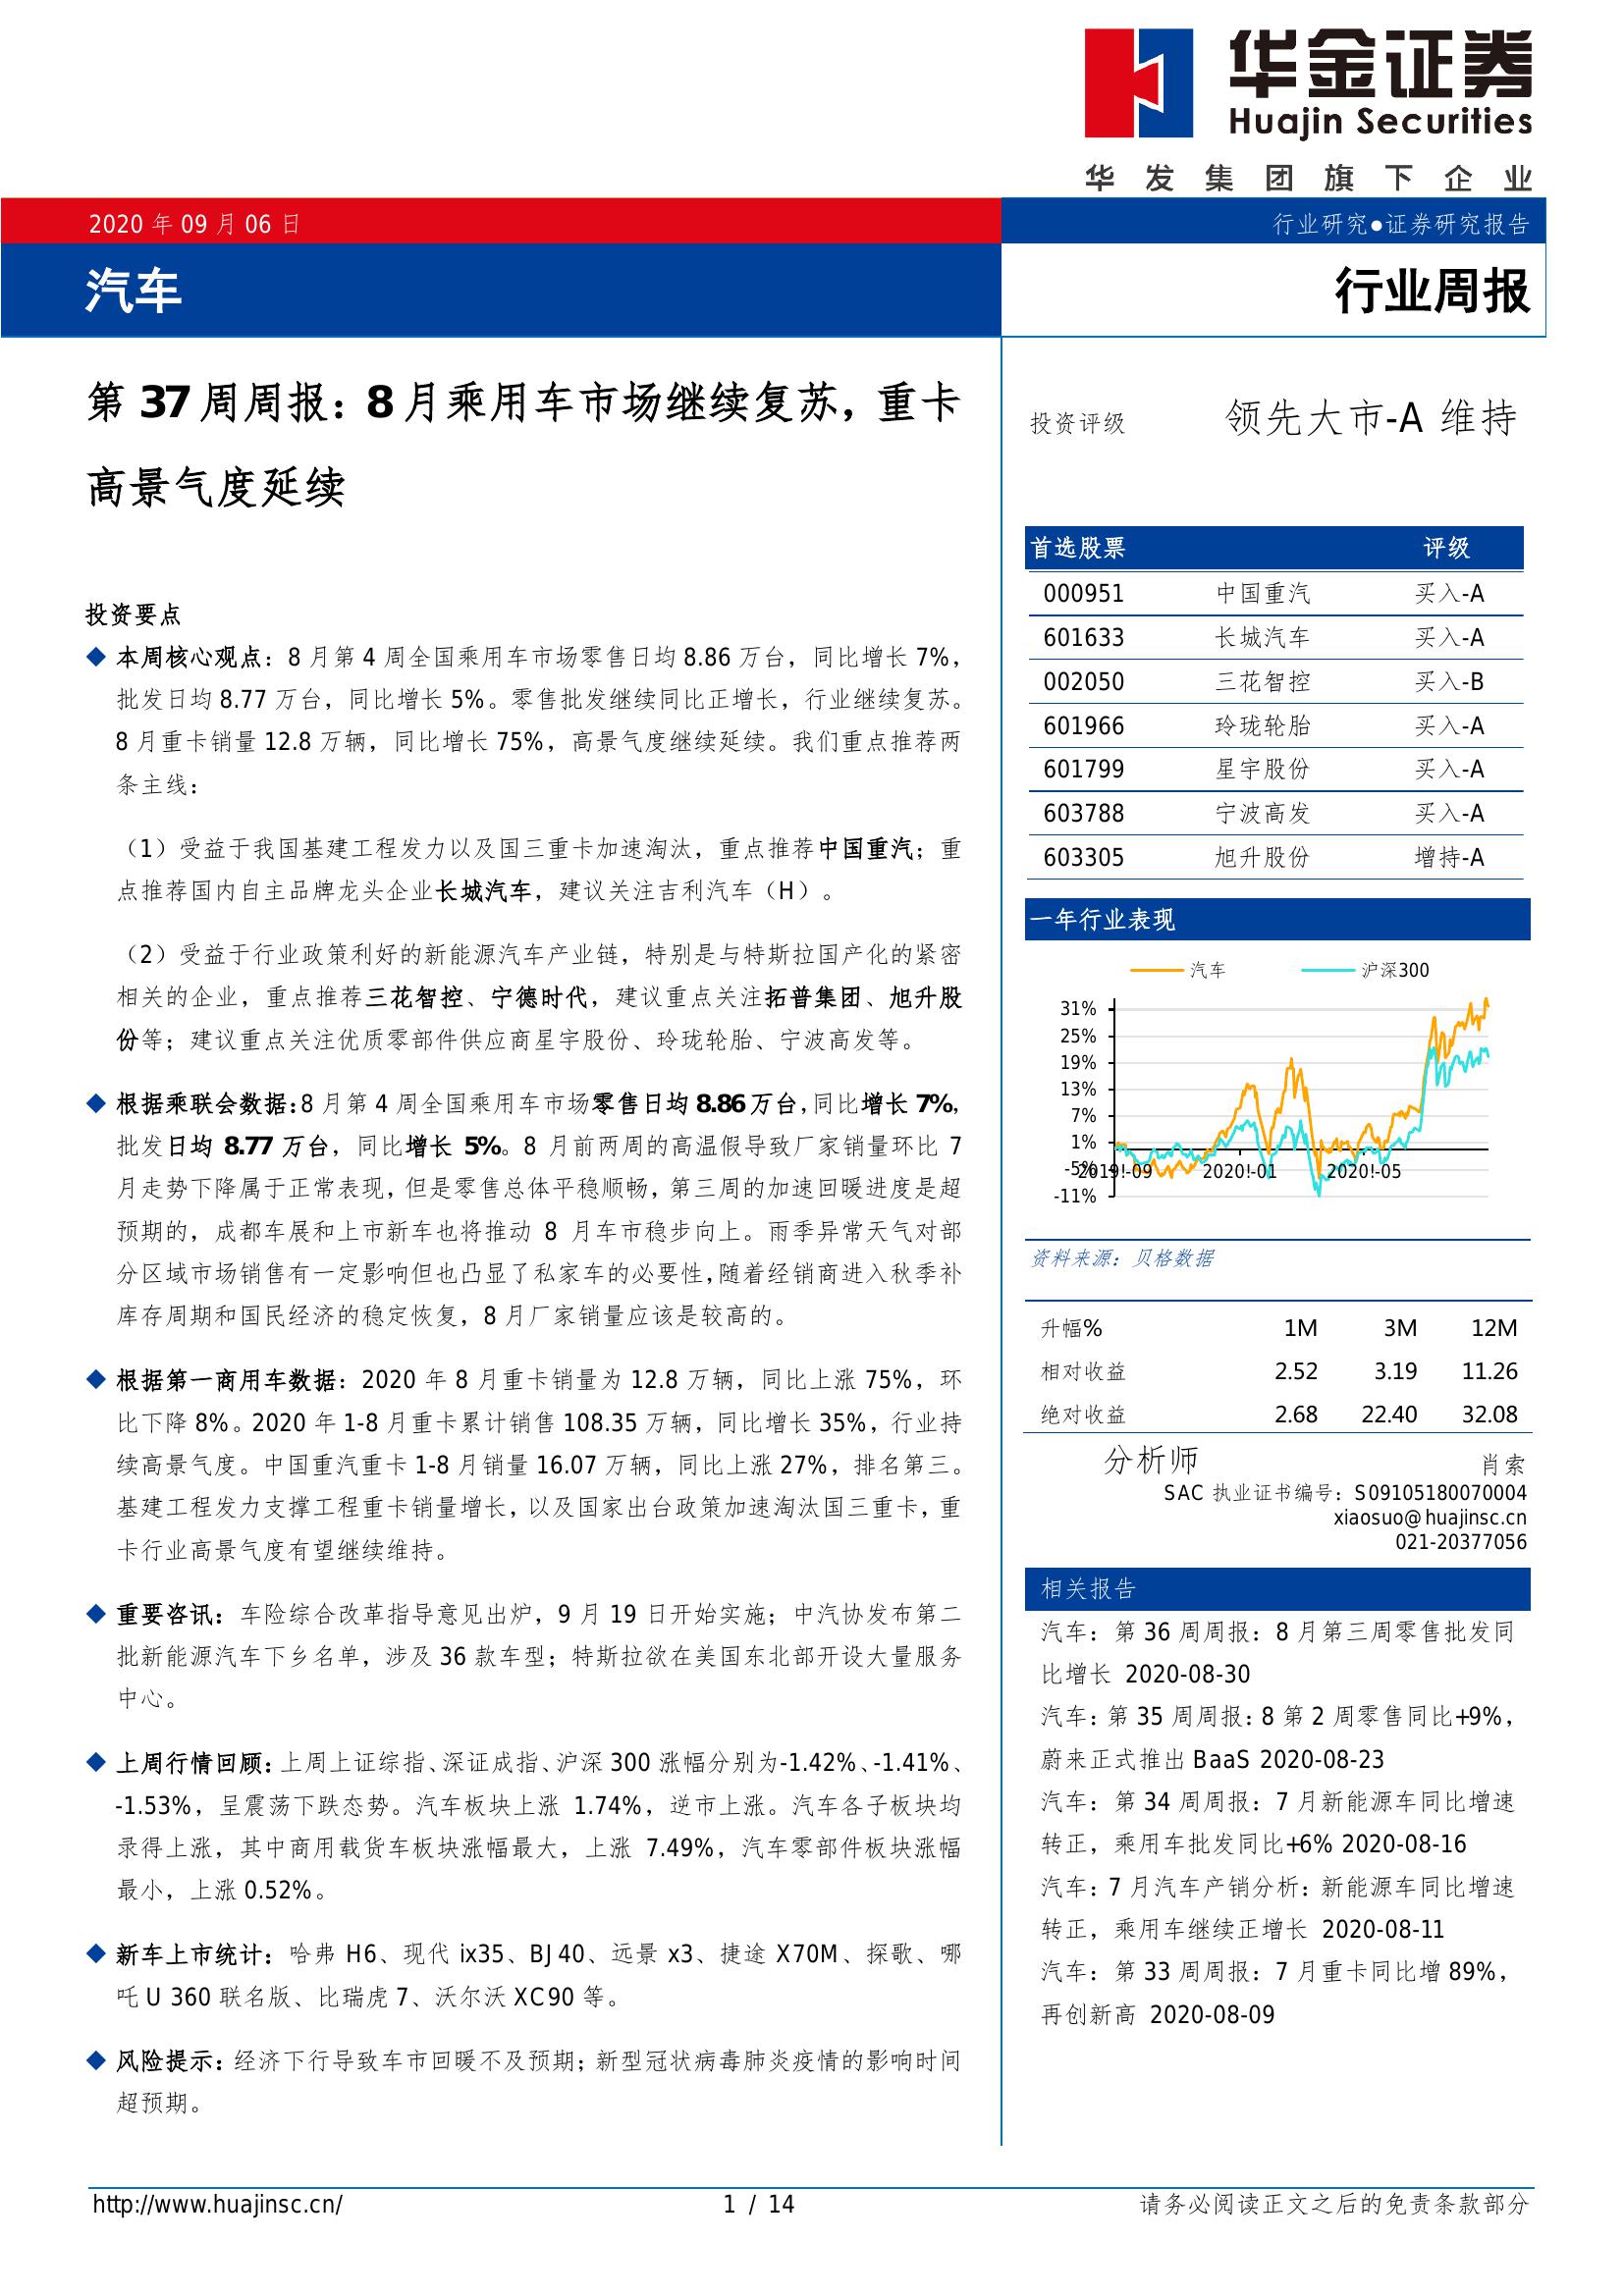 华金证券
Huajin Securities
华发集团旗下企业
2020 年 09 月 06 日
行业研究●证券研究报告
汽车
行业周报
第 37 周周报：8 月乘用车市场继续复苏，重卡
高景气度延续
投资要点
◆ 本周核心观点：8 月第 4 周全国乘用车市场零售日均 8.86 万台，同比增长 7%，
批发日均 8.77 万台，同比增长 5%。零售批发继续同比正增长，行业继续复苏。
8 月重卡销量 12.8 万辆，同比增长 75%，高景气度继续延续。我们重点推荐两
条主线：
（1）受益于我国基建工程发力以及国三重卡加速淘汰，重点推荐中国重汽；重
点推荐国内自主品牌龙头企业长城汽车，建议关注吉利汽车（H）。
（2）受益于行业政策利好的新能源汽车产业链，特别是与特斯拉国产化的紧密
相关的企业，重点推荐三花智控、宁德时代，建议重点关注拓普集团、旭升股
份等；建议重点关注优质零部件供应商星宇股份、玲珑轮胎、宁波高发等。
◆ 根据乘联会数据：8 月第 4 周全国乘用车市场零售日均 8.86 万台，同比增长 7%，
批发日均 8.77 万台，同比增长 5%。8 月前两周的高温假导致厂家销量环比 7
月走势下降属于正常表现，但是零售总体平稳顺畅，第三周的加速回暖进度是超
预期的，成都车展和上市新车也将推动 8 月车市稳步向上。雨季异常天气对部
分区域市场销售有一定影响但也凸显了私家车的必要性，随着经销商进入秋季补
库存周期和国民经济的稳定恢复，8 月厂家销量应该是较高的。
◆ 根据第一商用车数据：2020 年 8 月重卡销量为 12.8 万辆，同比上涨 75%，环
比下降 8%。2020 年 1-8 月重卡累计销售 108.35 万辆，同比增长 35%，行业持
续高景气度。中国重汽重卡 1-8 月销量 16.07 万辆，同比上涨 27%，排名第三。
基建工程发力支撑工程重卡销量增长，以及国家出台政策加速淘汰国三重卡，重
卡行业高景气度有望继续维持。
◆ 重要咨讯：车险综合改革指导意见出炉，9 月 19 日开始实施；中汽协发布第二
批新能源汽车下乡名单，涉及 36 款车型；特斯拉欲在美国东北部开设大量服务
中心。
◆ 上周行情回顾：上周上证综指、深证成指、沪深 300 涨幅分别为-1.42%、-1.41%、
-1.53%，呈震荡下跌态势。汽车板块上涨 1.74%，逆市上涨。汽车各子板块均
录得上涨，其中商用载货车板块涨幅最大，上涨 7.49%，汽车零部件板块涨幅
最小，上涨 0.52%。
◆ 新车上市统计：哈弗 H6、现代 ix35、BJ40、远景 x3、捷途 X70M、探歌、哪
吒 U 360 联名版、比瑞虎 7、沃尔沃 XC90 等。
◆ 风险提示：经济下行导致车市回暖不及预期；新型冠状病毒肺炎疫情的影响时间
超预期。
投资评级 领先大市-A 维持
首选股票 评级
000951 中国重汽 买入-A
601633 长城汽车 买入-A
002050 三花智控 买入-B
601966 玲珑轮胎 买入-A
601799 星宇股份 买入-A
603788 宁波高发 买入-A
603305 旭升股份 增持-A
一年行业表现
汽车 沪深300
31%
25%
19%
13%
7%
1%
-5%
-11%
2019!-09 2020!-01 2020!-05
资料来源：贝格数据
升幅% 1M 3M 12M
相对收益 2.52 3.19 11.26
绝对收益 2.68 22.40 32.08
分析师 肖索
SAC 执业证书编号：S09105180070004
xiaosuo@huajinsc.cn
021-20377056
相关报告
汽车：第 36 周周报：8 月第三周零售批发同
比增长 2020-08-30
汽车：第 35 周周报：8 第 2 周零售同比+9%，
蔚来正式推出 BaaS 2020-08-23
汽车：第 34 周周报：7 月新能源车同比增速
转正，乘用车批发同比+6% 2020-08-16
汽车：7 月汽车产销分析：新能源车同比增速
转正，乘用车继续正增长 2020-08-11
汽车：第 33 周周报：7 月重卡同比增 89%，
再创新高 2020-08-09
http://www.huajinsc.cn/ 1 / 14 请务必阅读正文之后的免责条款部分